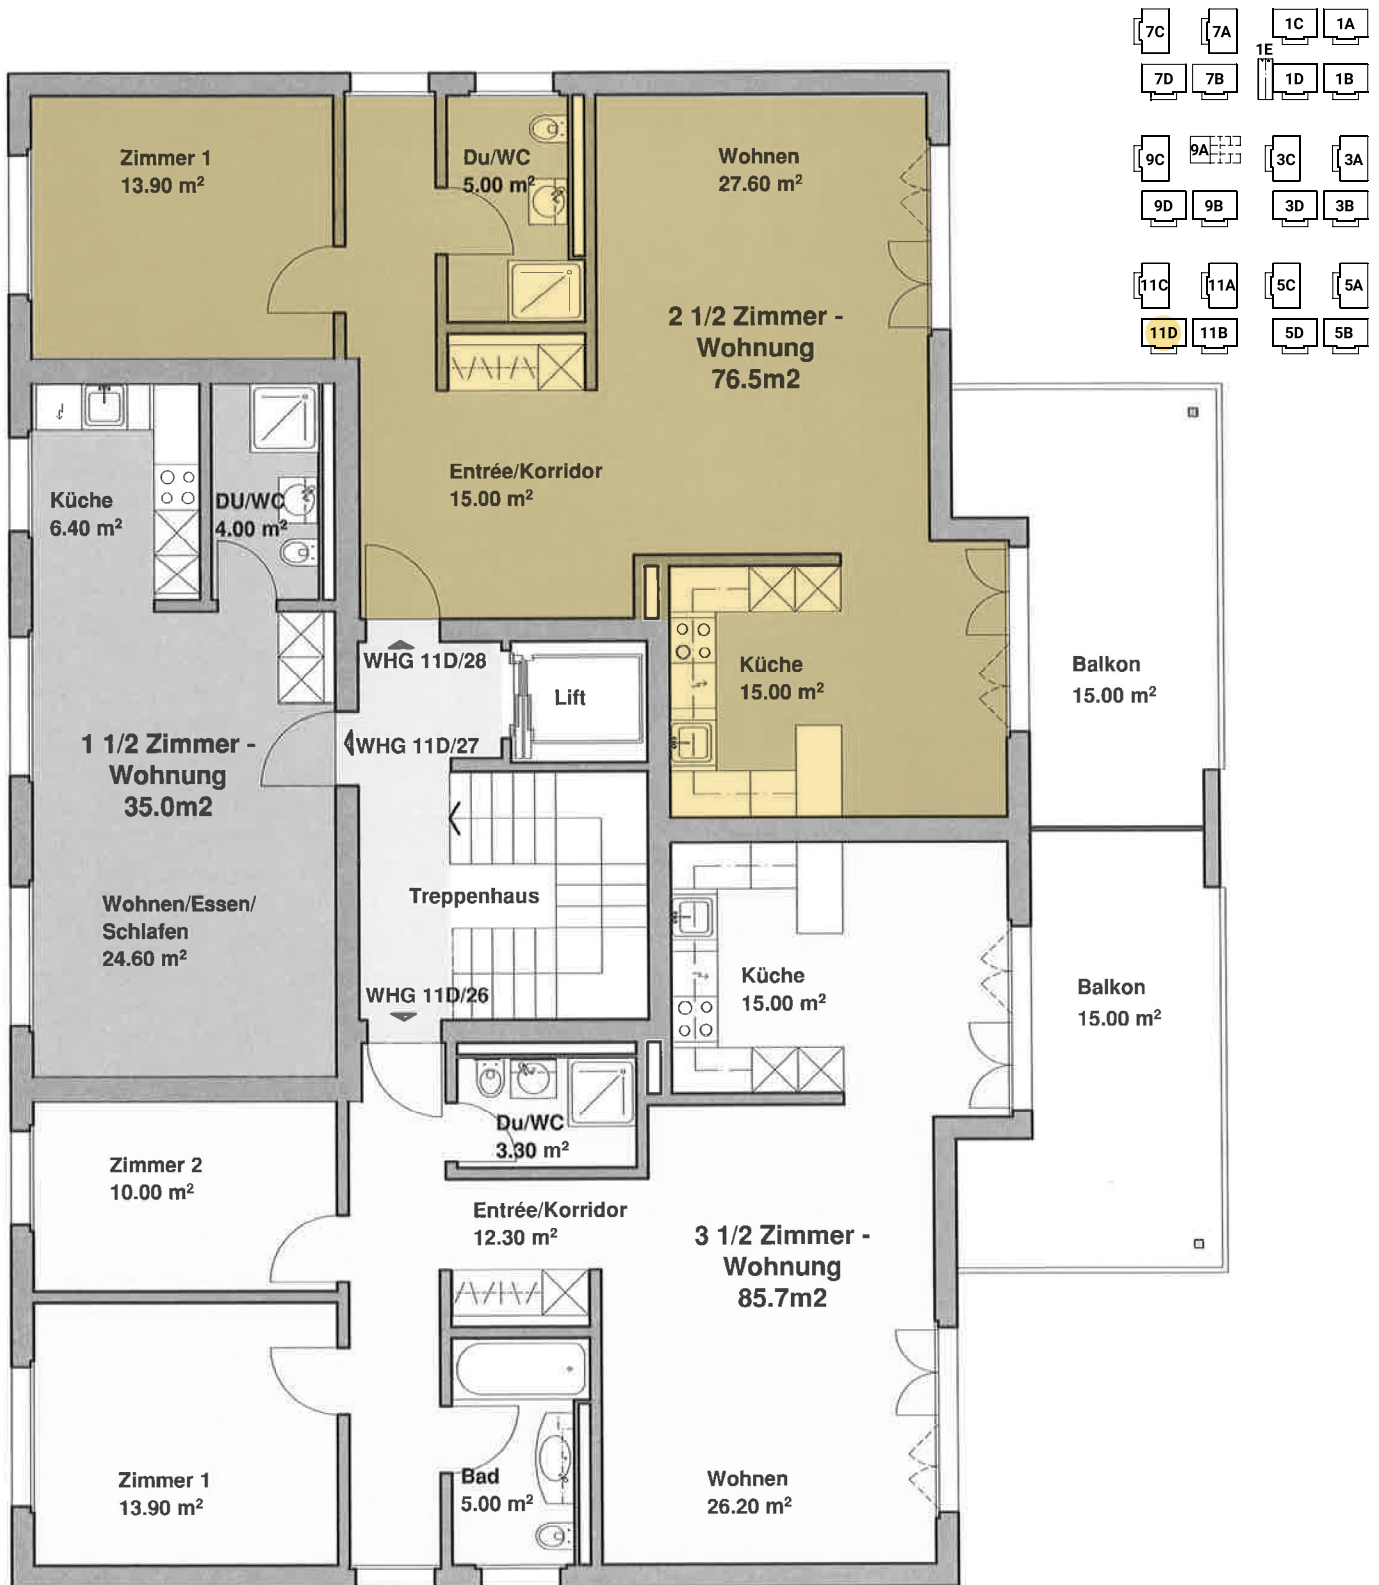 7C
7A
1C
1A
1E
7D
7B
1D
1B
9C
9A
3C
3A
9D
9B
3D
3B
11C
11A
5C
5A
11D
11B
5D
5B
Zimmer 1
13.90 m²
Du/WC
5.00 m²
Wohnen
27.60 m²
2 1/2 Zimmer -
Wohnung
76.5m2
Entrée/Korridor
15.00 m²
Küche
6.40 m²
DU/WC
4.00 m²
WHG 11D/28
Lift
Küche
15.00 m²
Balkon
15.00 m²
WHG 11D/27
1 1/2 Zimmer -
Wohnung
35.0m2
Treppenhaus
Wohnen/Essen/
Schlafen
24.60 m²
WHG 11D/26
Küche
15.00 m²
Balkon
15.00 m²
Du/WC
3.30 m²
Zimmer 2
10.00 m²
Entrée/Korridor
12.30 m²
3 1/2 Zimmer -
Wohnung
85.7m2
Zimmer 1
13.90 m²
Bad
5.00 m²
Wohnen
26.20 m²